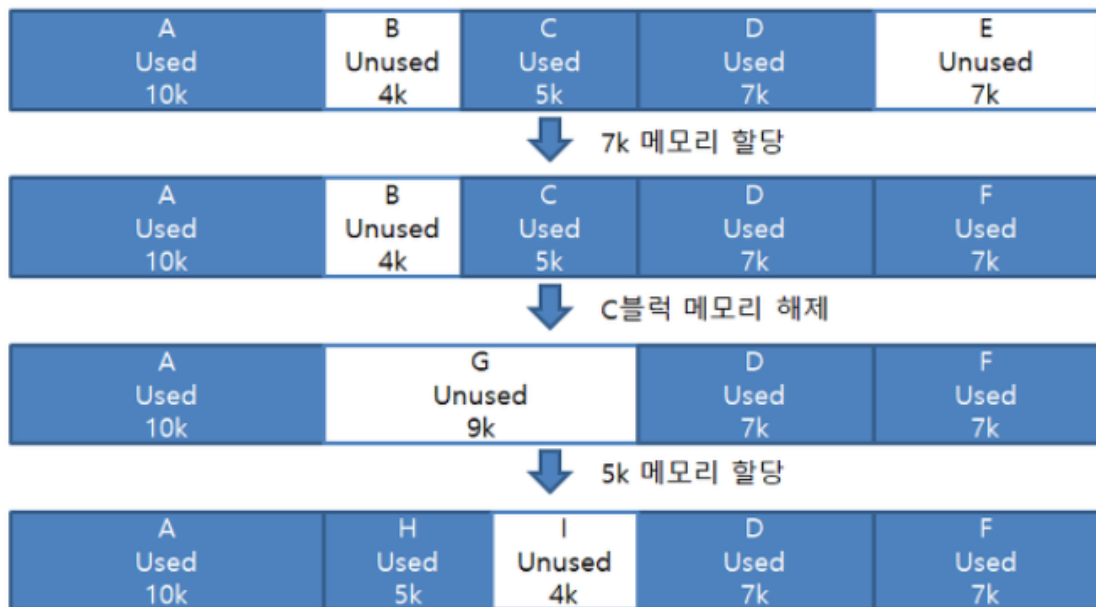 A B C D E
Used Unused Used Used Unused
10k 4k 5k 7k 7k
7k 메모리 할당
A B C D F
Used Unused Used Used Used
10k 4k 5k 7k 7k
C블럭 메모리 해제
A G D F
Used Unused Used Used
10k 9k 7k 7k
5k 메모리 할당
A H I D F
Used Used Unused Used Used
10k 5k 4k 7k 7k